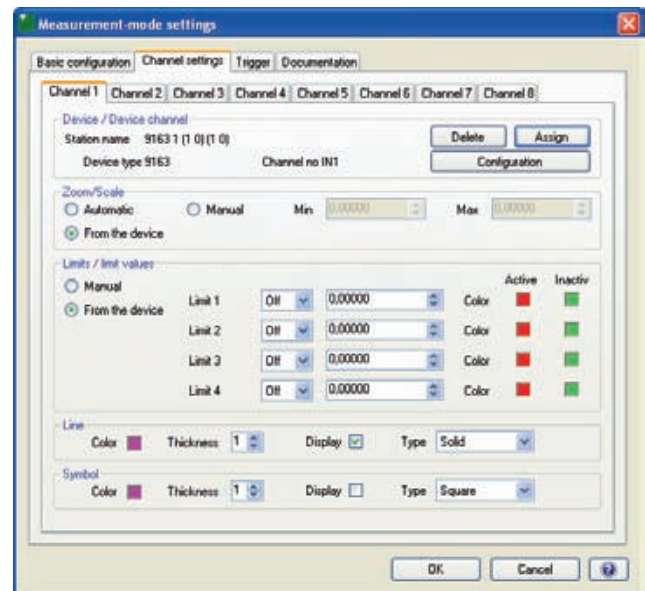 Measurement-mode settings
Basic configuration Channel settings Trigger Documentation
Channel 1 Channel 2 Channel 3 Channel 4 Channel 5 Channel 6 Channel 7 Channel 8
Device / Device channel
Station name 9163 1 (1 0) (1 0) Delete Assign
Device type 9163 Channel no IN1 Configuration
Zoom/Scale
Automatic Manual Min 0.00000 Max 0.00000
From the device
Limits / limit values
Active Inactiv
Manual
From the device
Limit 1 Off 0,00000 Color
Limit 2 Off 0,00000 Color
Limit 3 Off 0,00000 Color
Limit 4 Off 0,00000 Color
Line
Color Thickness 1 Display Type Solid
Symbol
Color Thickness 1 Display Type Square
OK Cancel ?